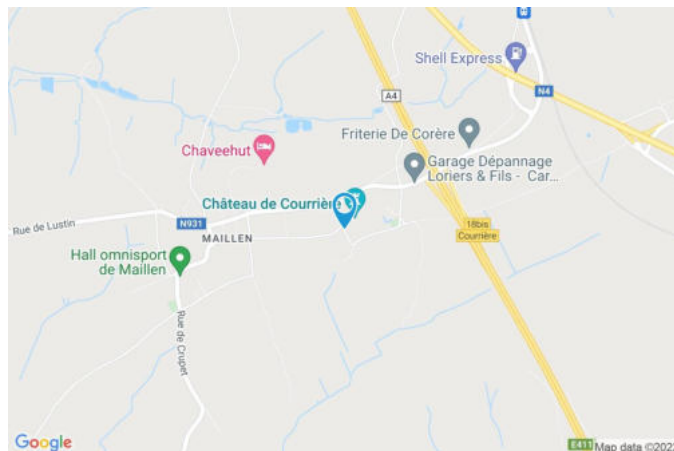 Shell Express
N4
A4
Friterie De Corère
Chaveehut
Garage Dépannage
Loriers & Fils - Car...
Château de Courrière
Rue de Lustin
N931
MAILLEN
18bis
Courrière
Hall omnisport
de Maillen
Rue de Crupet
Google
E411
Map data ©202